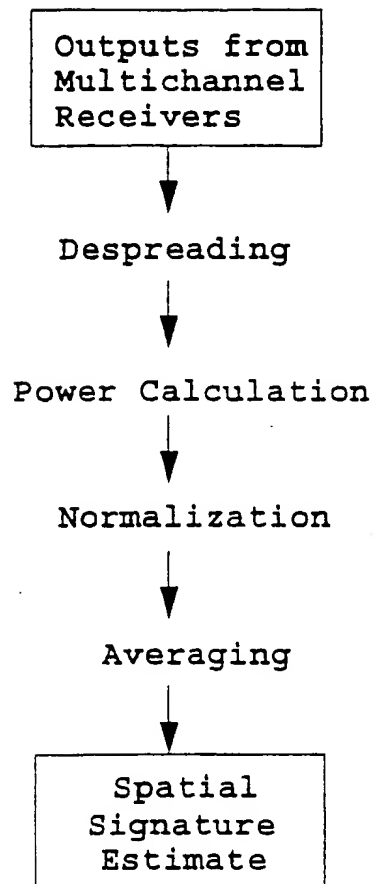 Outputs from
Multichannel
Receivers
Despreading
Power Calculation
Normalization
Averaging
Spatial
Signature
Estimate